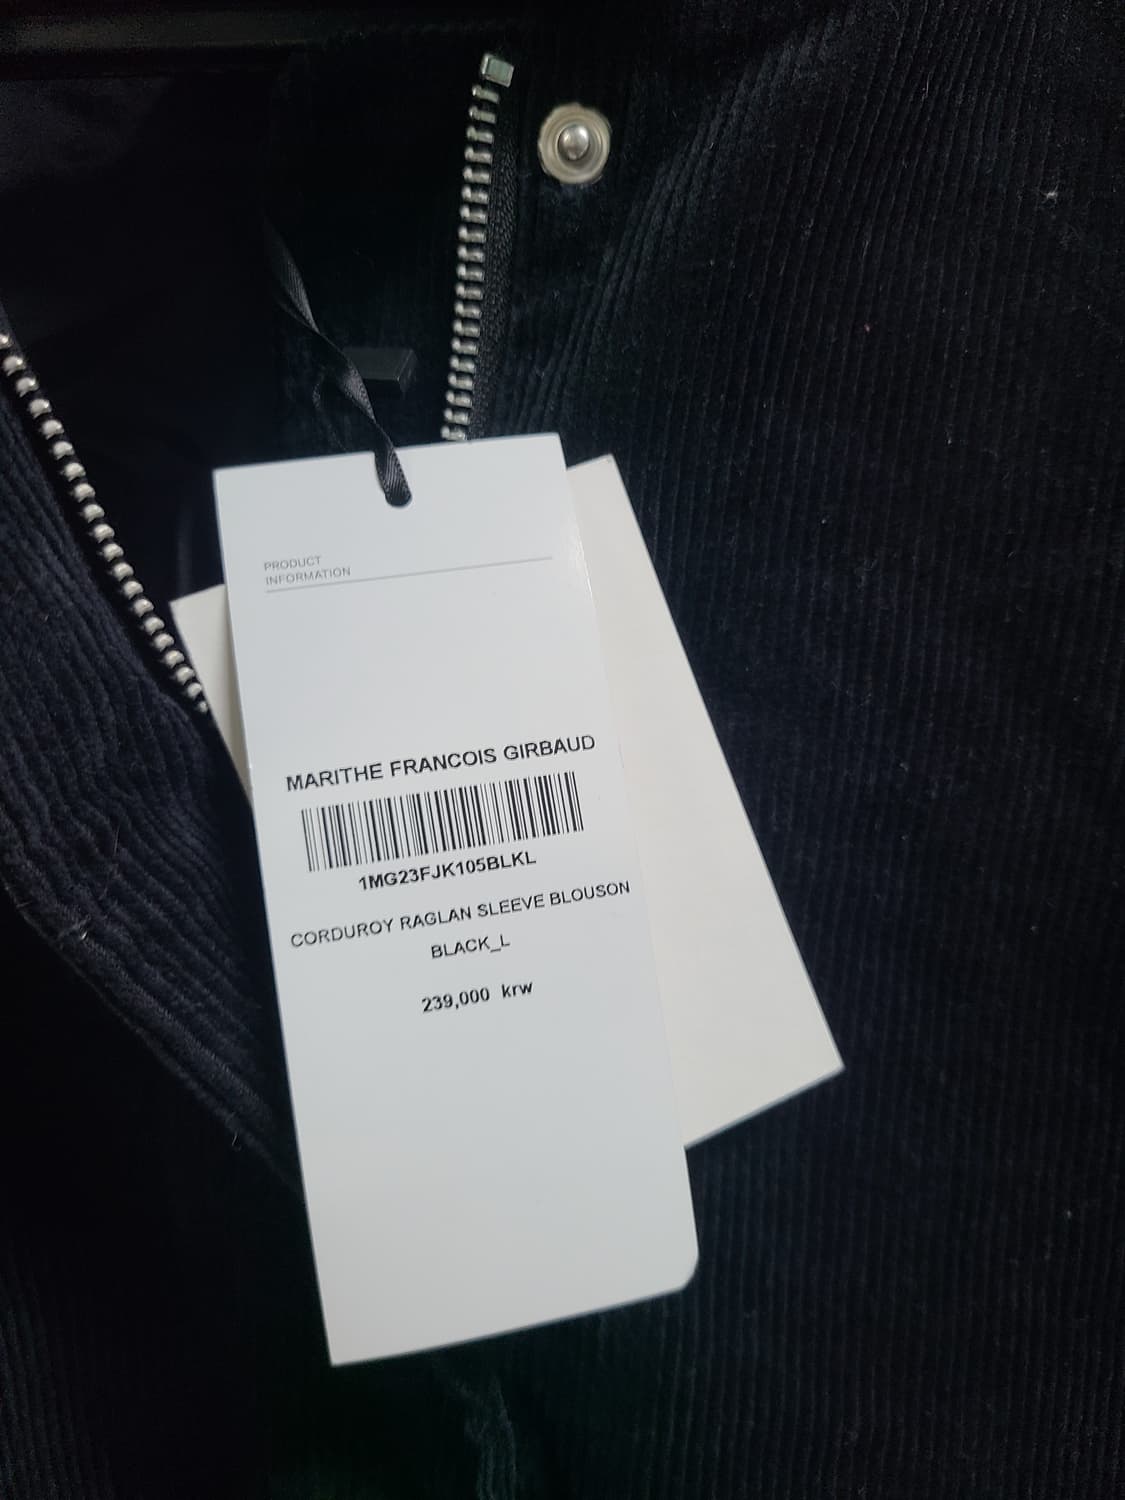 PRODUCT
INFORMATION
MARITHE FRANCOIS GIRBAUD
1MG23FJK105BLKL
CORDUROY RAGLAN SLEEVE BLOUSON
BLACK_L
239,000 krw